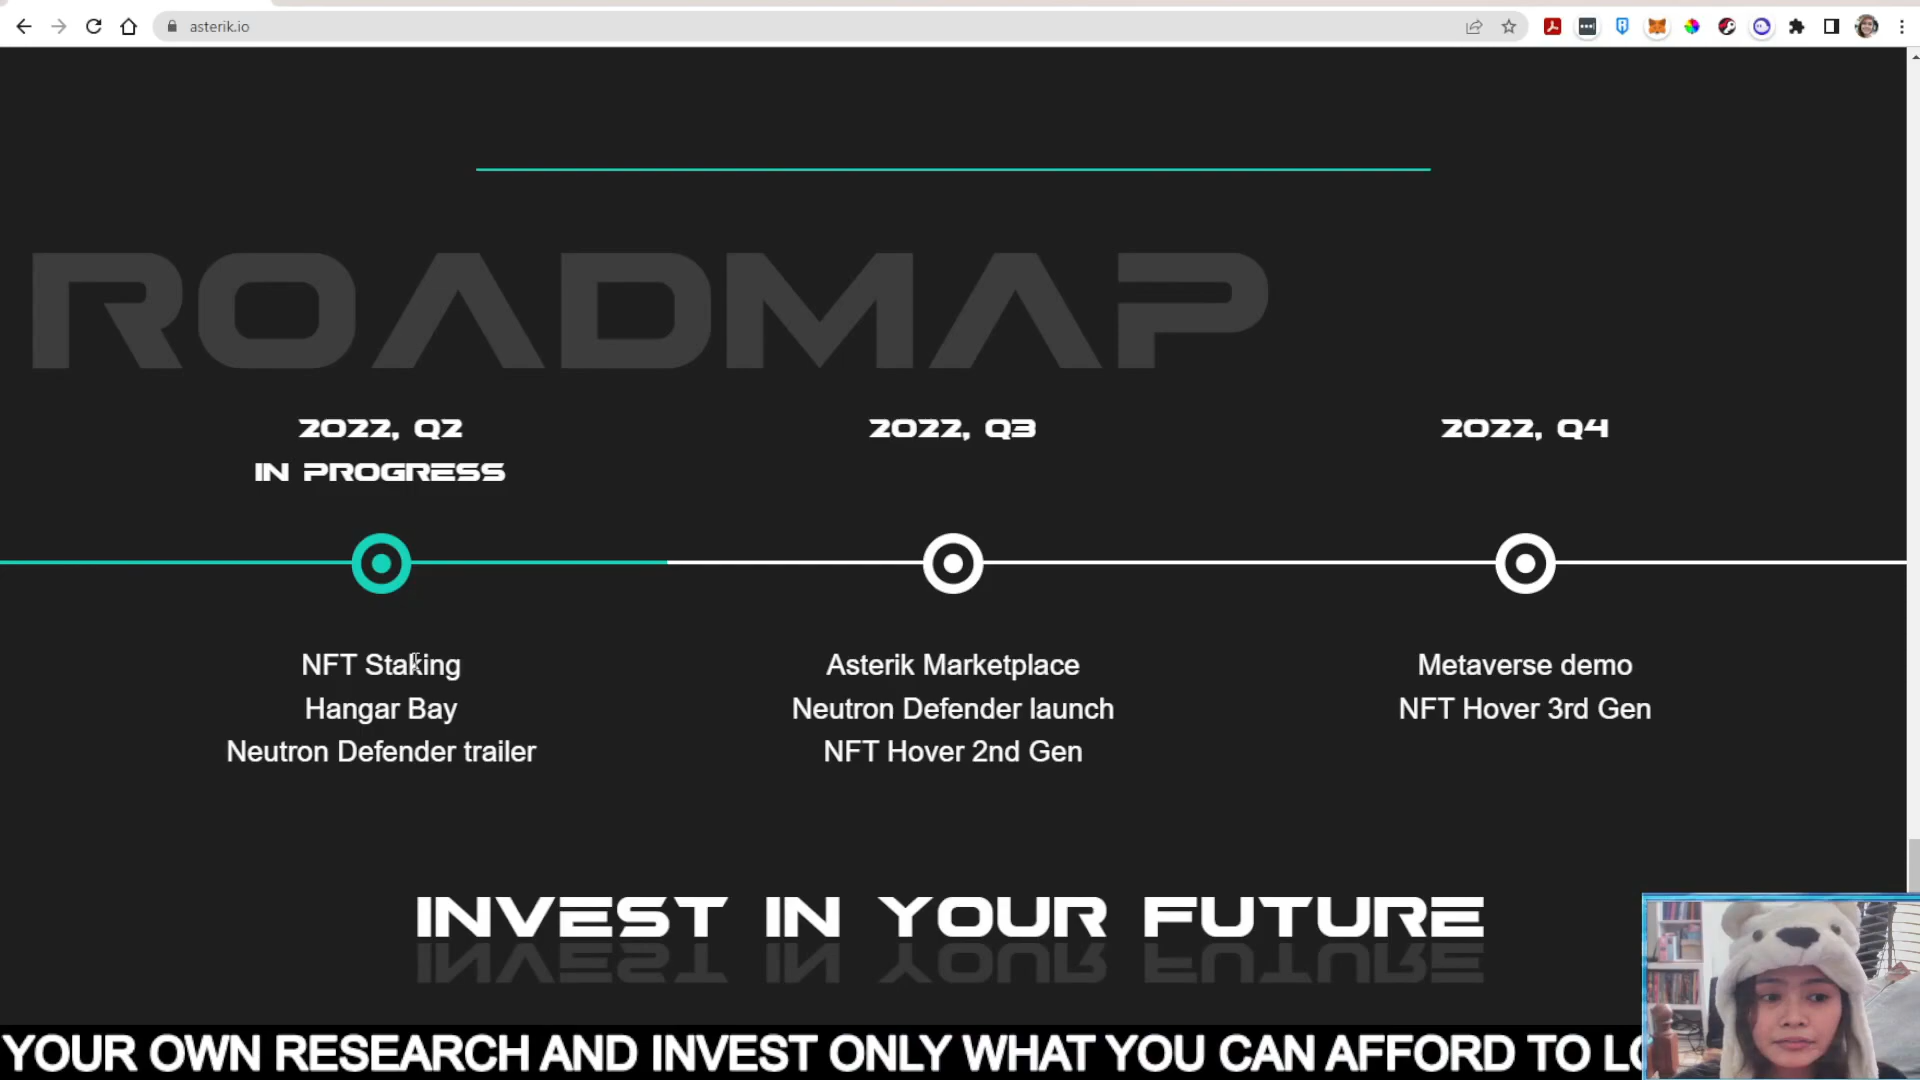 asterik.io
ROADMAP
2022, Q2
IN PROGRESS
2022, Q3
2022, Q4
NFT Staking
Hangar Bay
Neutron Defender trailer
Asterik Marketplace
Neutron Defender launch
NFT Hover 2nd Gen
Metaverse demo
NFT Hover 3rd Gen
INVEST IN YOUR FUTURE
YOUR OWN RESEARCH AND INVEST ONLY WHAT YOU CAN AFFORD TO